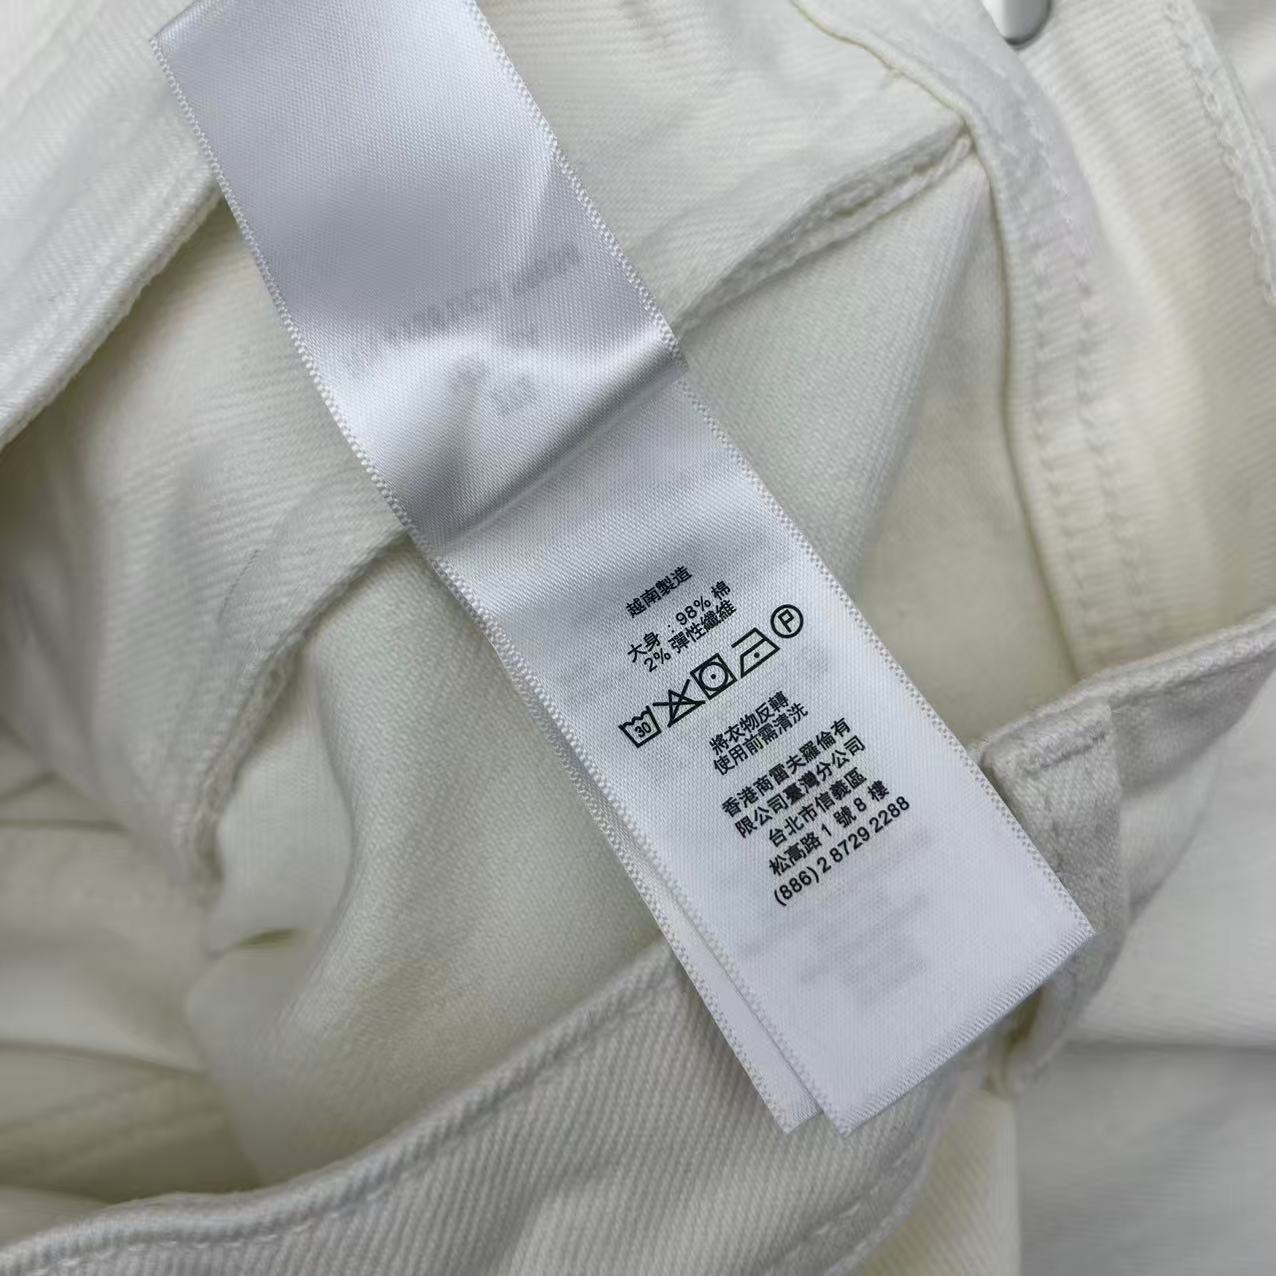 越南製造
大身 : 98% 棉
2% 彈性纖維
30 P
將衣物反轉
使用前需清洗
香港商雷夫羅倫有
限公司臺灣分公司
台北市信義區
松高路 1 號 8 樓
(886) 2 8729 2288